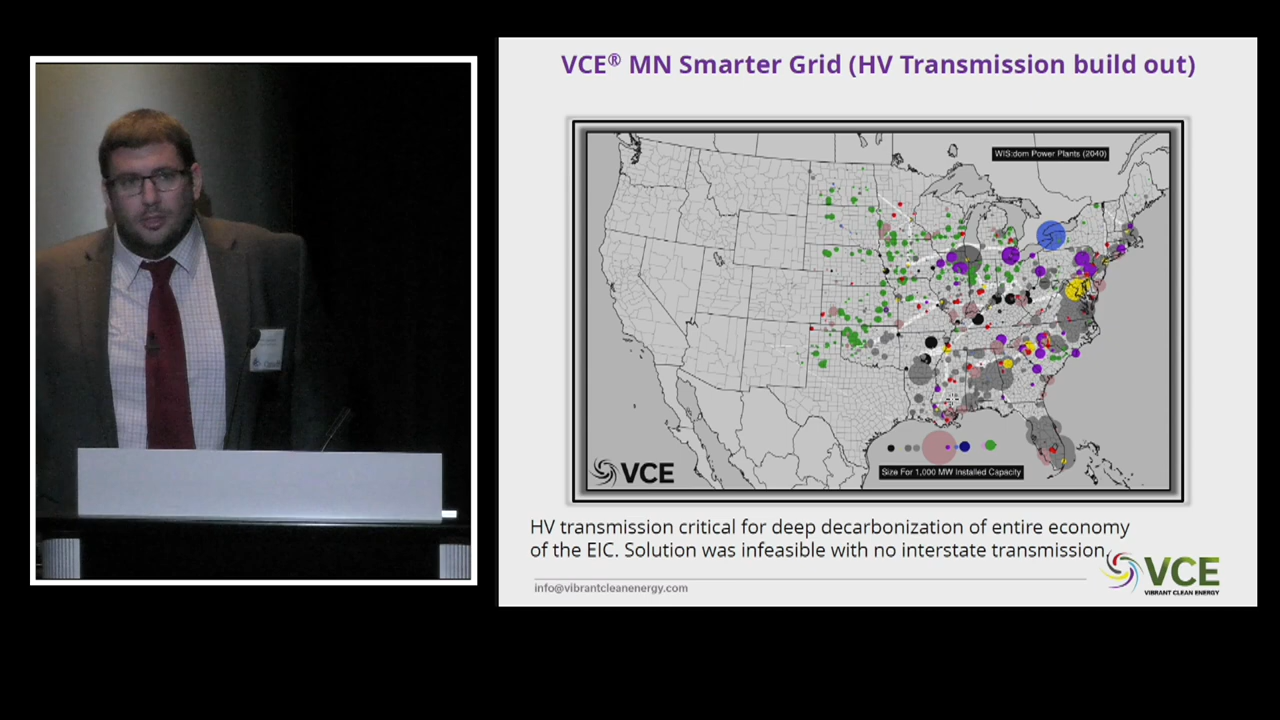 VCE® MN Smarter Grid (HV Transmission build out)
WIS:dom Power Plants (2040)
Size For 1,000 MW Installed Capacity
VCE
HV transmission critical for deep decarbonization of entire economy
of the EIC. Solution was infeasible with no interstate transmission.
info@vibrantcleanenergy.com
VCE
VIBRANT CLEAN ENERGY